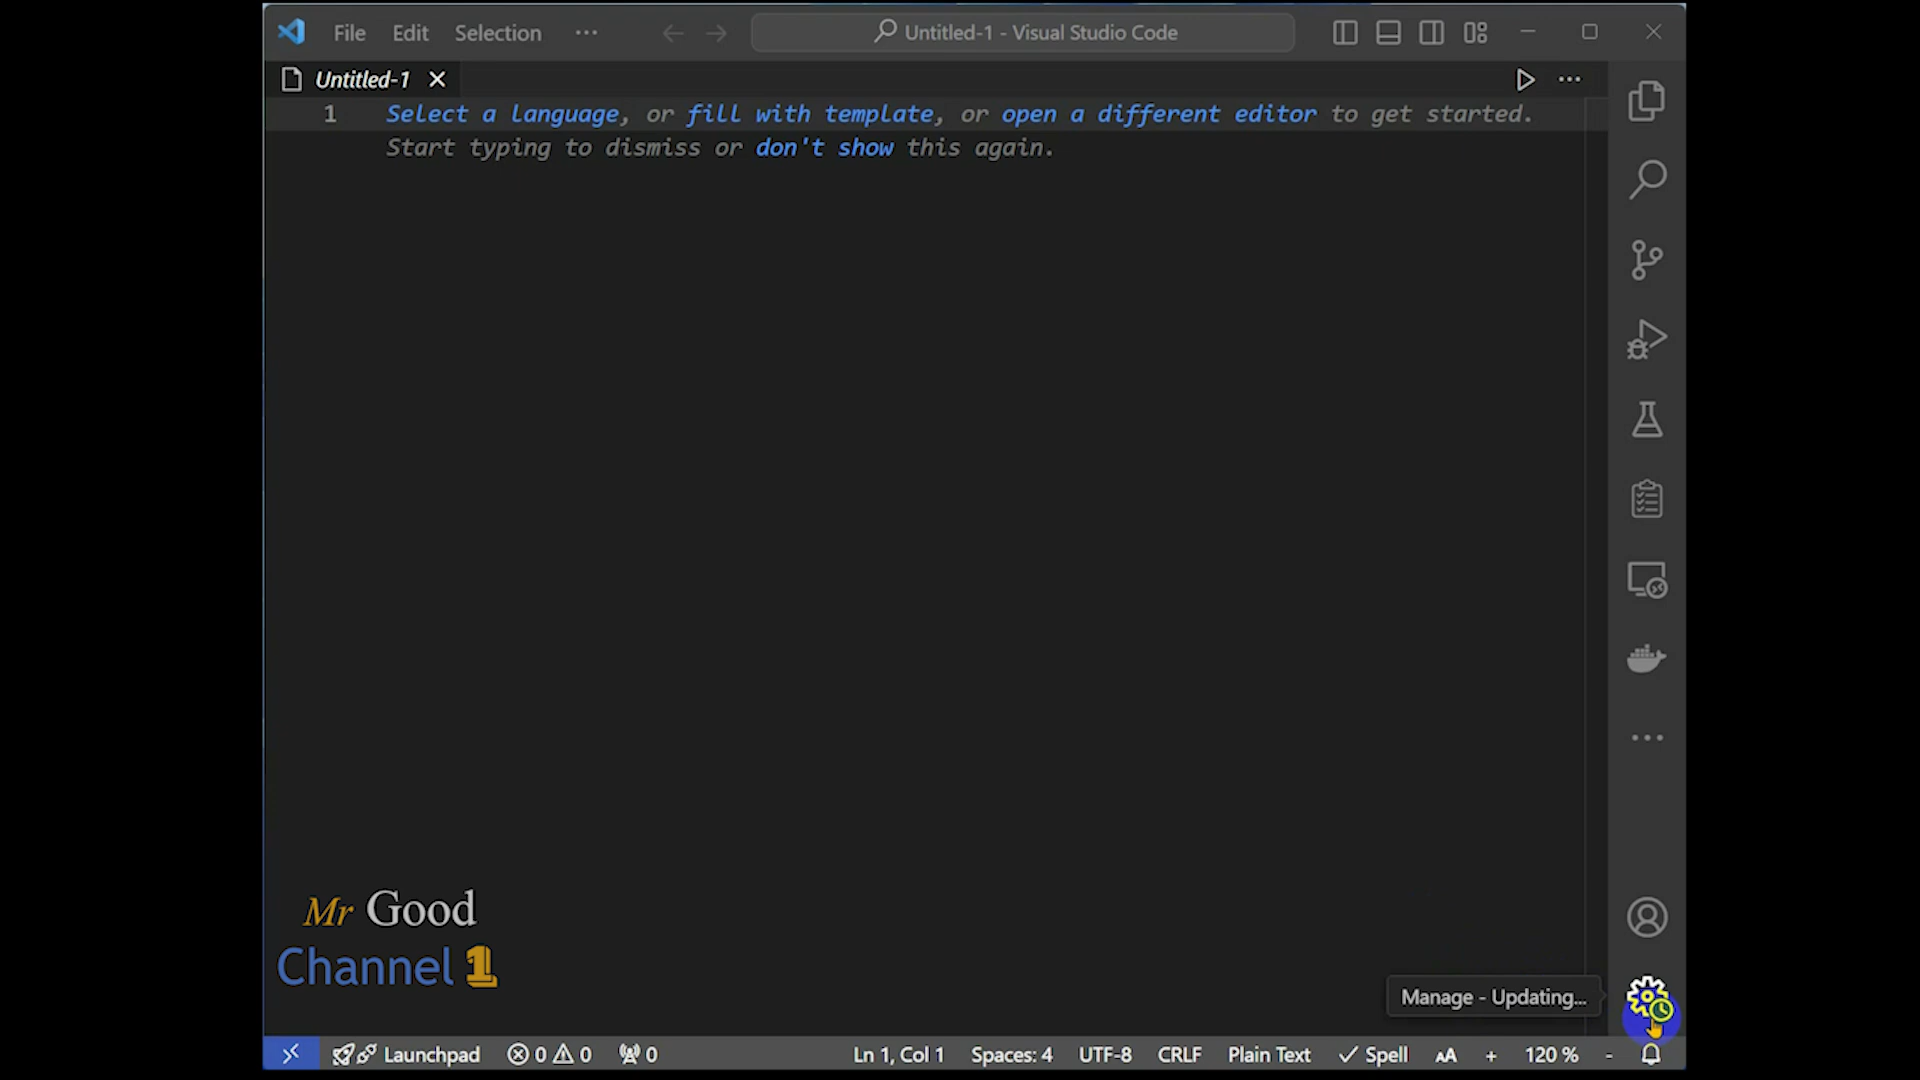 File Edit Selection ··· Untitled-1 - Visual Studio Code
Untitled-1
1 Select a language, or fill with template, or open a different editor to get started.
Start typing to dismiss or don't show this again.
Mr Good
Channel 1
Manage - Updating...
Launchpad 0 0 0 Ln 1, Col 1 Spaces: 4 UTF-8 CRLF Plain Text Spell AA + 120 % -